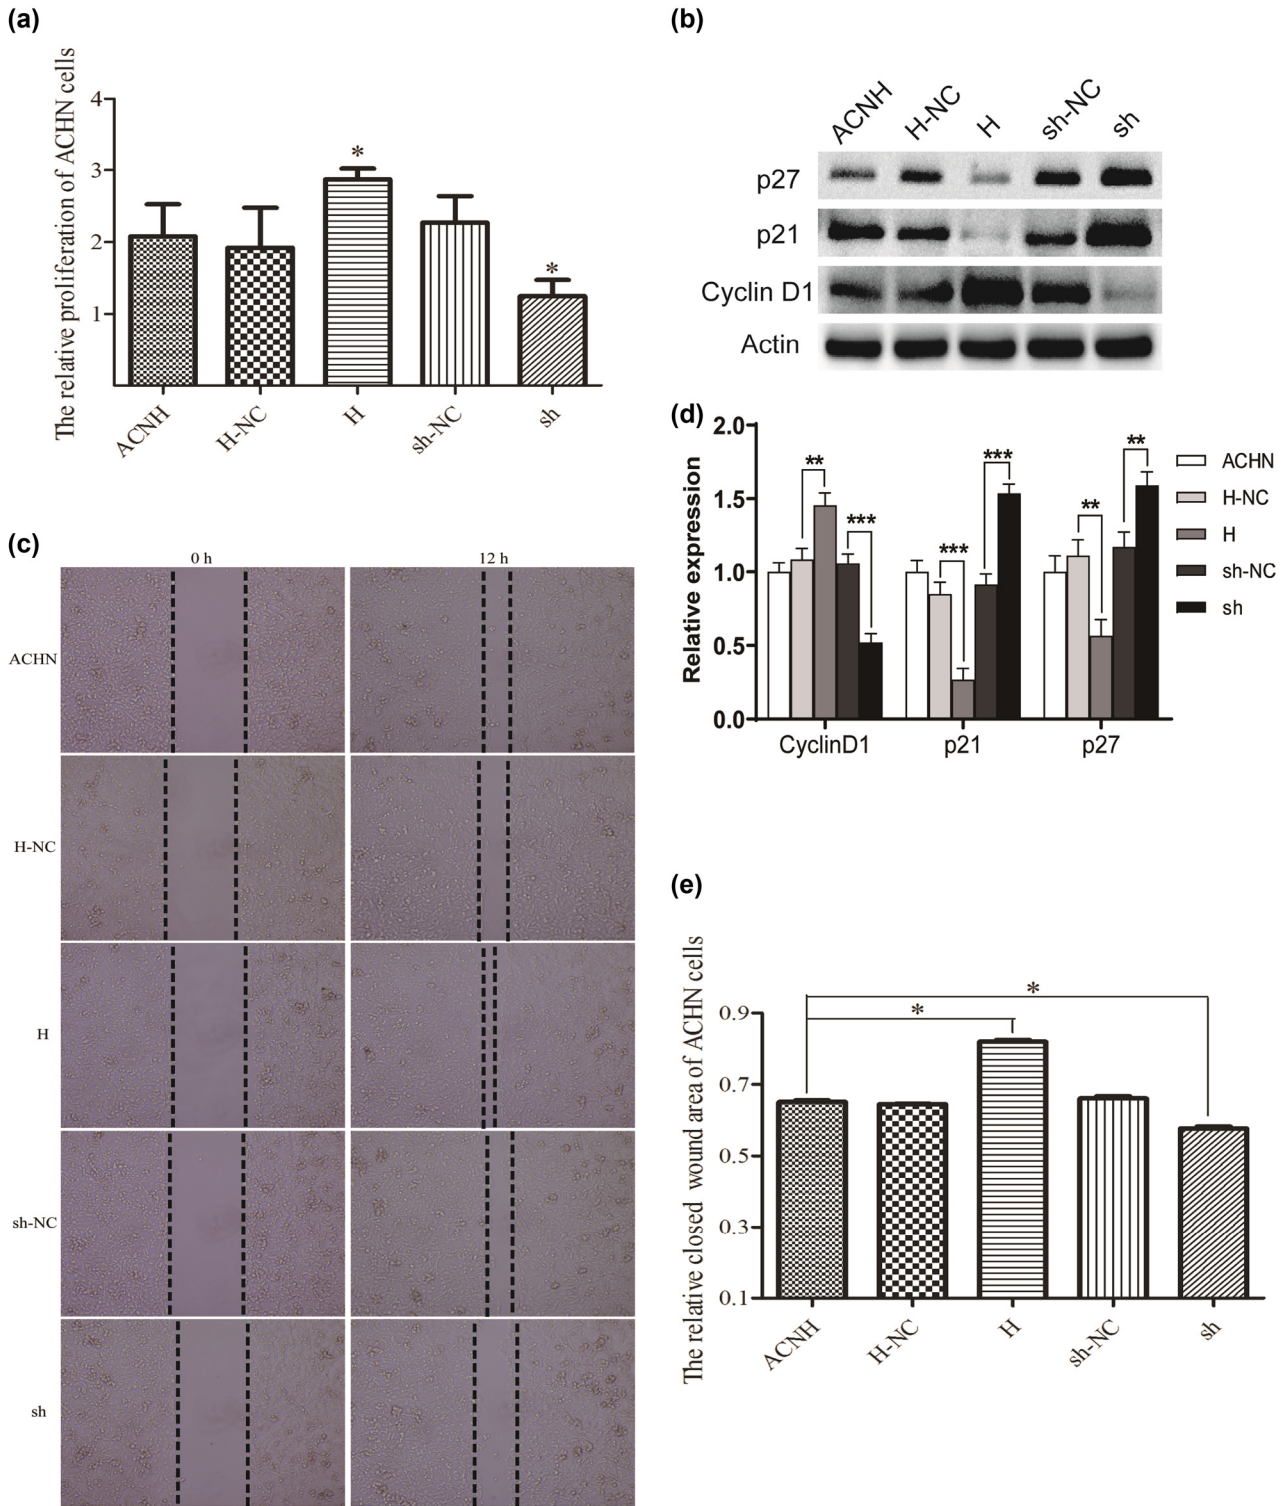 (a)
The relative proliferation of ACHN cells
4
3
2
1
*
*
ACNH
H-NC
H
sh-NC
sh
(b)
ACNH
H-NC
H
sh-NC
sh
p27
p21
Cyclin D1
Actin
(c)
0 h
12 h
ACHN
H-NC
H
sh-NC
sh
(d)
Relative expression
2.0
1.5
1.0
0.5
0.0
**
***
***
***
**
**
CyclinD1
p21
p27
ACHN
H-NC
H
sh-NC
sh
(e)
The relative closed wound area of ACHN cells
0.9
0.7
0.5
0.3
0.1
*
*
ACNH
H-NC
H
sh-NC
sh